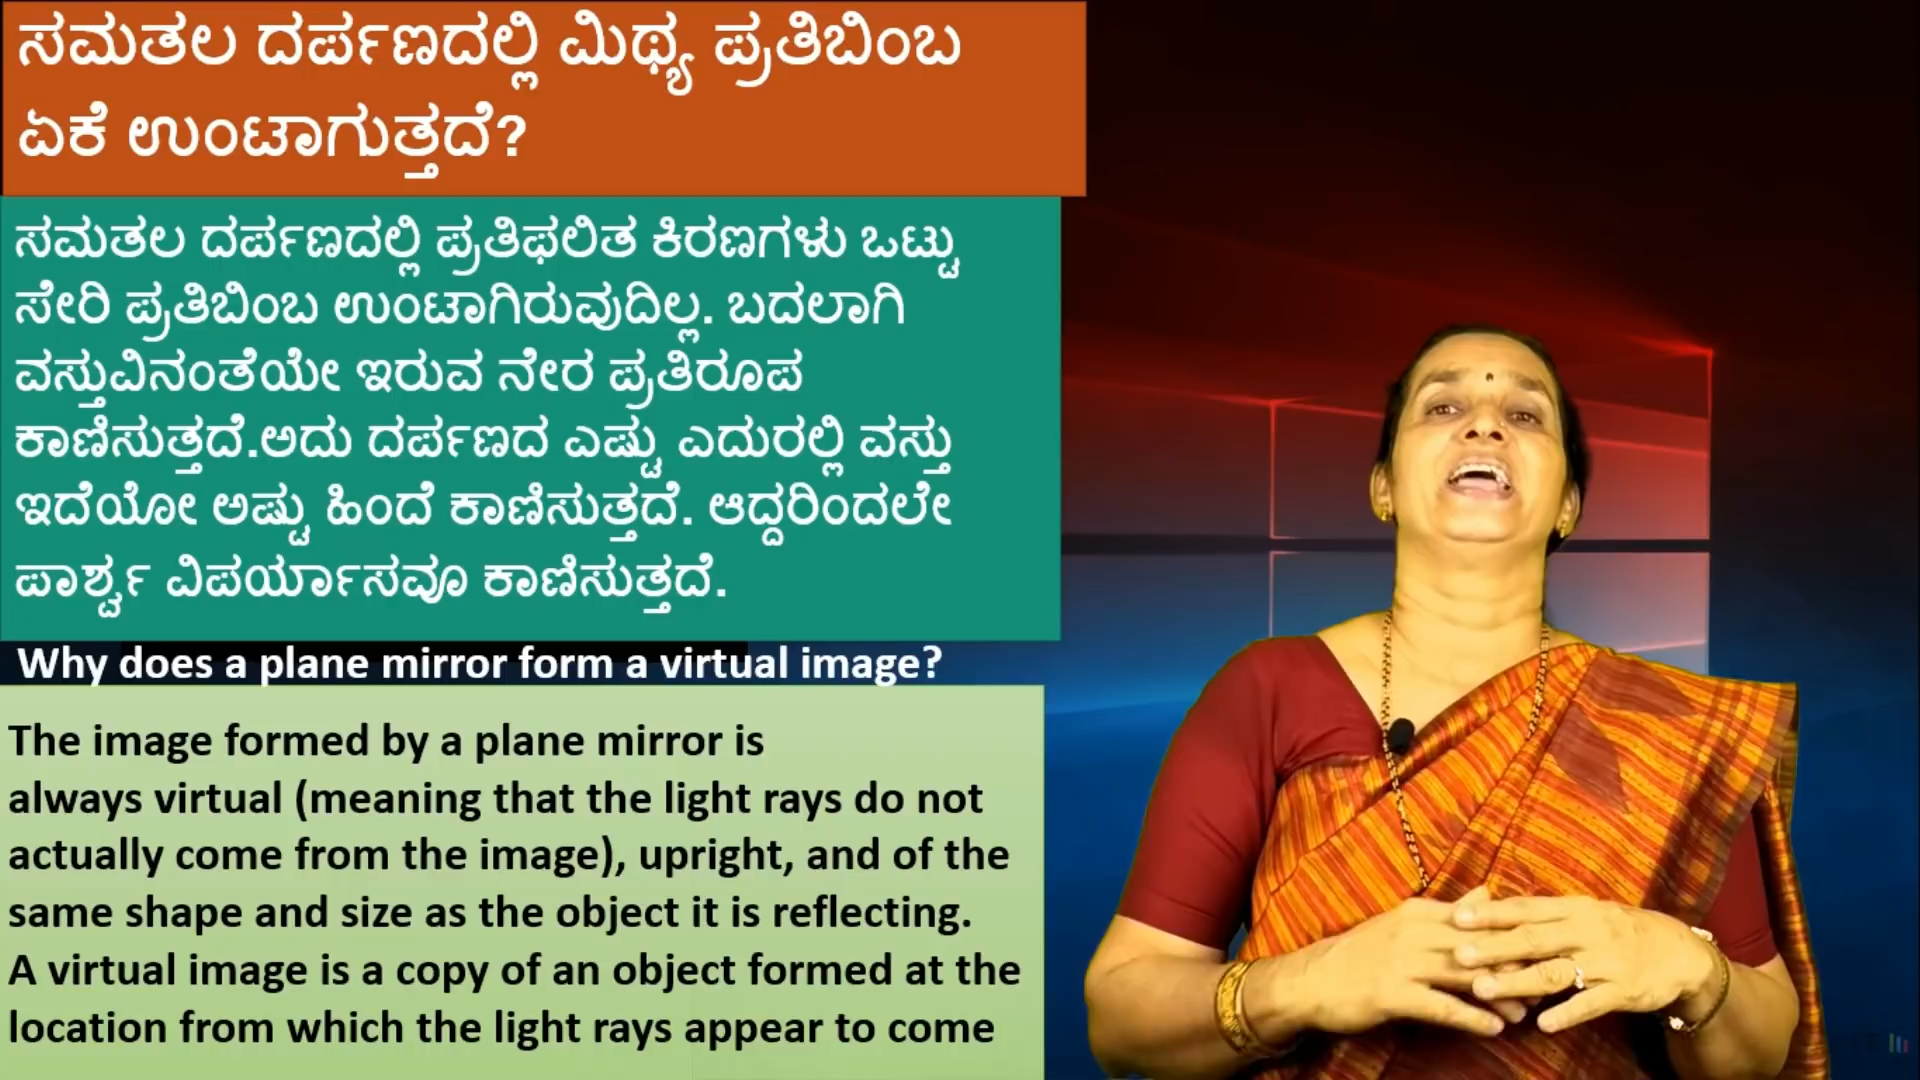 ಸಮತಲ ದರ್ಪಣದಲ್ಲಿ ಮಿಥ್ಯ ಪ್ರತಿಬಿಂಬ
ಏಕೆ ಉಂಟಾಗುತ್ತದೆ?
ಸಮತಲ ದರ್ಪಣದಲ್ಲಿ ಪ್ರತಿಫಲಿತ ಕಿರಣಗಳು ಒಟ್ಟು
ಸೇರಿ ಪ್ರತಿಬಿಂಬ ಉಂಟಾಗಿರುವುದಿಲ್ಲ. ಬದಲಾಗಿ
ವಸ್ತುವಿನಂತೆಯೇ ಇರುವ ನೇರ ಪ್ರತಿರೂಪ
ಕಾಣಿಸುತ್ತದೆ.ಅದು ದರ್ಪಣದ ಎಷ್ಟು ಎದುರಲ್ಲಿ ವಸ್ತು
ಇದೆಯೋ ಅಷ್ಟು ಹಿಂದೆ ಕಾಣಿಸುತ್ತದೆ. ಆದ್ದರಿಂದಲೇ
ಪಾರ್ಶ್ವ ವಿಪರ್ಯಾಸವೂ ಕಾಣಿಸುತ್ತದೆ.
Why does a plane mirror form a virtual image?
The image formed by a plane mirror is
always virtual (meaning that the light rays do not
actually come from the image), upright, and of the
same shape and size as the object it is reflecting.
A virtual image is a copy of an object formed at the
location from which the light rays appear to come